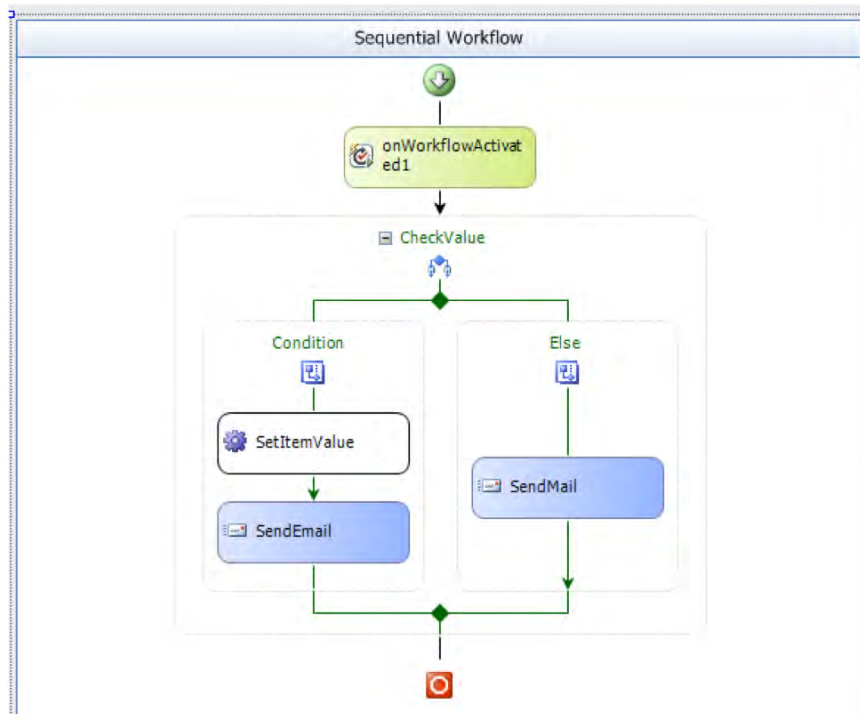 Sequential Workflow
onWorkflowActivat
ed1
CheckValue
Condition
Else
SetItemValue
SendMail
SendEmail